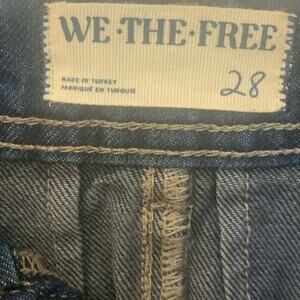 WE·THE·FREE
MADE IN TURKEY
FABRIQUÉ EN TURQUIE
28